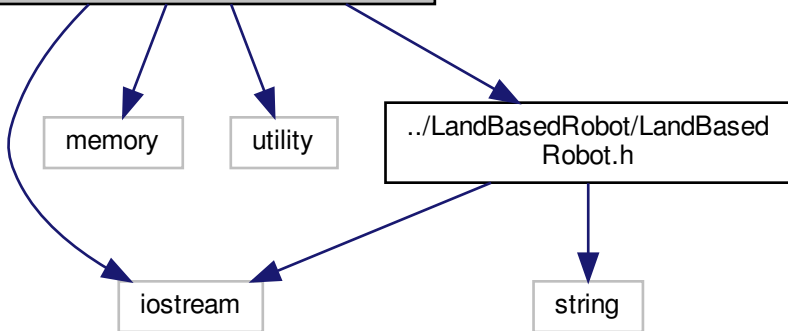 memory
utility
../LandBasedRobot/LandBased
Robot.h
iostream
string